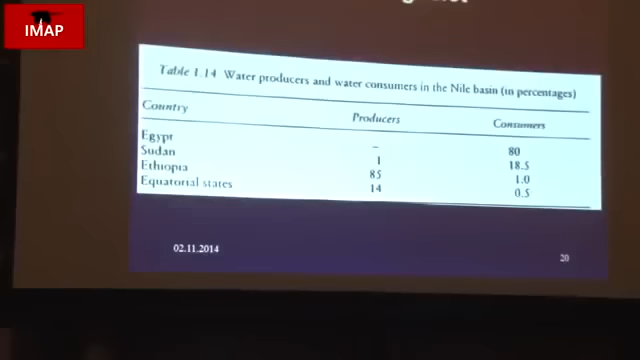 IMAP
Table 1.14 Water producers and water consumers in the Nile basin (in percentages)
Country Producers Consumers
Egypt – 80
Sudan 1 18.5
Ethiopia 85 1.0
Equatorial states 14 0.5
02.11.2014 20